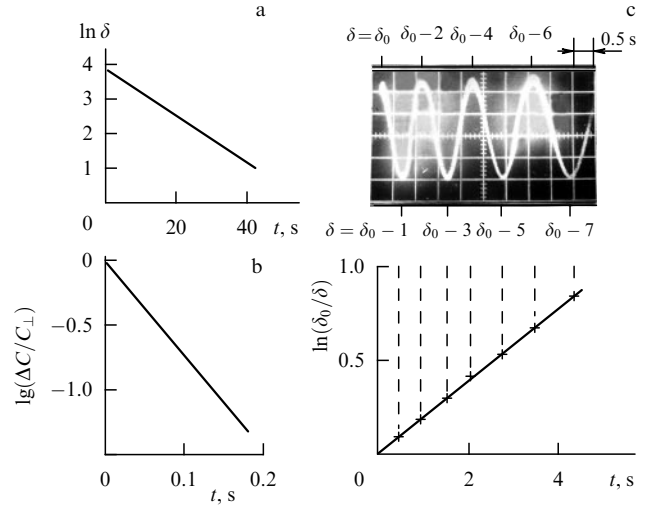 a
ln δ
4
3
2
1
0
20
40
t, s
b
lg(ΔC/C⊥)
0
−0.5
−1.0
0
0.1
0.2
t, s
c
δ = δ₀ δ₀ − 2 δ₀ − 4 δ₀ − 6
0.5 s
δ = δ₀ − 1 δ₀ − 3 δ₀ − 5 δ₀ − 7
ln(δ₀/δ)
1.0
0.5
0
2
4
t, s